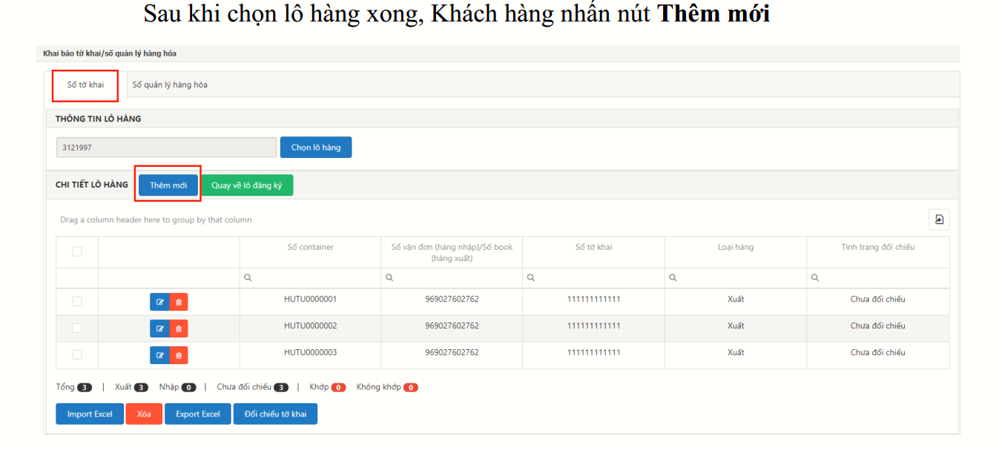 Sau khi chọn lô hàng xong, Khách hàng nhấn nút Thêm mới
Khai báo tờ khai/số quản lý hàng hóa
Số tờ khai
Số quản lý hàng hóa
THÔNG TIN LÔ HÀNG
3121997
Chọn lô hàng
CHI TIẾT LÔ HÀNG
Thêm mới
Quay về lô đăng ký
Drag a column header here to group by that column
Số container
Số vận đơn (hàng nhập)/Số book
(hàng xuất)
Số tờ khai
Loại hàng
Tình trạng đối chiếu
HUTU0000001 969027602762 111111111111 Xuất Chưa đối chiếu
HUTU0000002 969027602762 111111111111 Xuất Chưa đối chiếu
HUTU0000003 969027602762 111111111111 Xuất Chưa đối chiếu
Tổng 3 | Xuất 3 Nhập 0 | Chưa đối chiếu 3 | Khớp 0 Không khớp 0
Import Excel
Xóa
Export Excel
Đối chiếu tờ khai